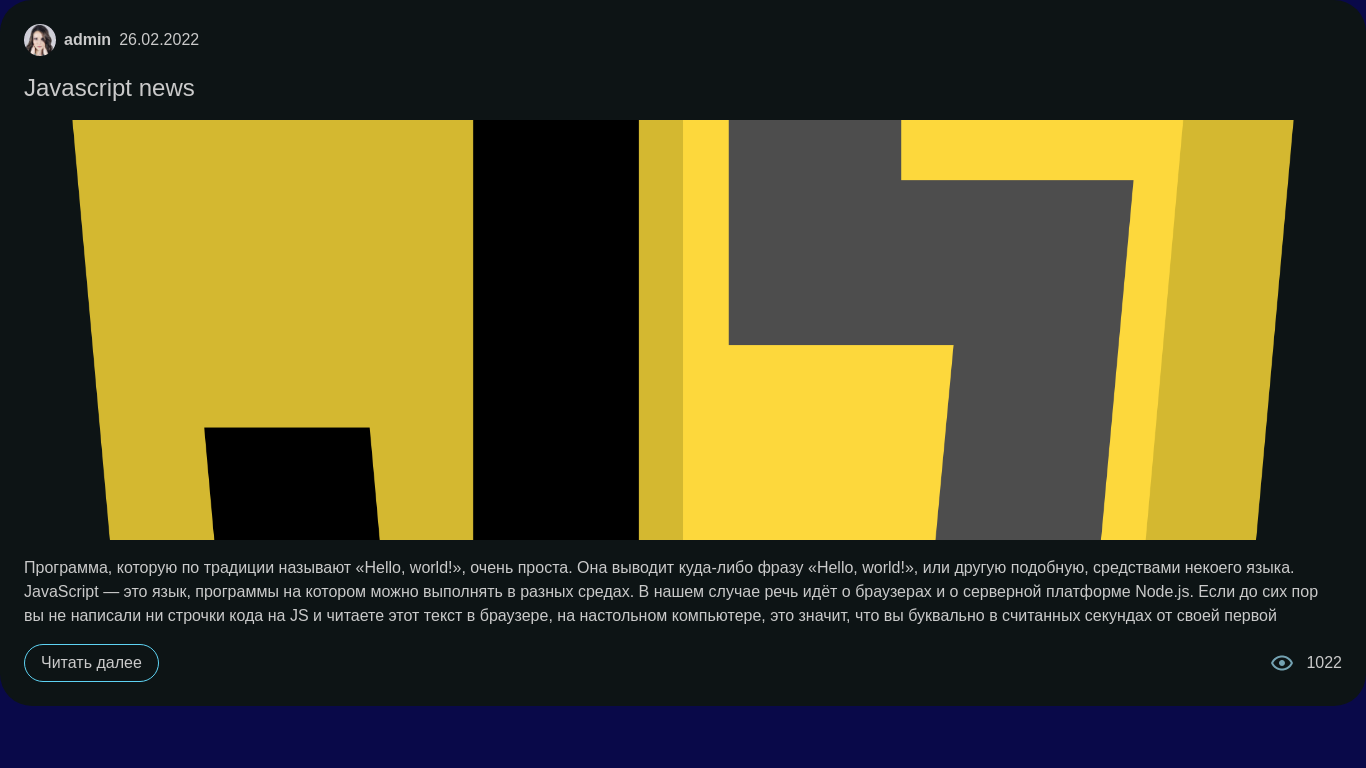 admin 26.02.2022
Javascript news
Программа, которую по традиции называют «Hello, world!», очень проста. Она выводит куда-либо фразу «Hello, world!», или другую подобную, средствами некоего языка.
JavaScript — это язык, программы на котором можно выполнять в разных средах. В нашем случае речь идёт о браузерах и о серверной платформе Node.js. Если до сих пор
вы не написали ни строчки кода на JS и читаете этот текст в браузере, на настольном компьютере, это значит, что вы буквально в считанных секундах от своей первой
Читать далее 1022